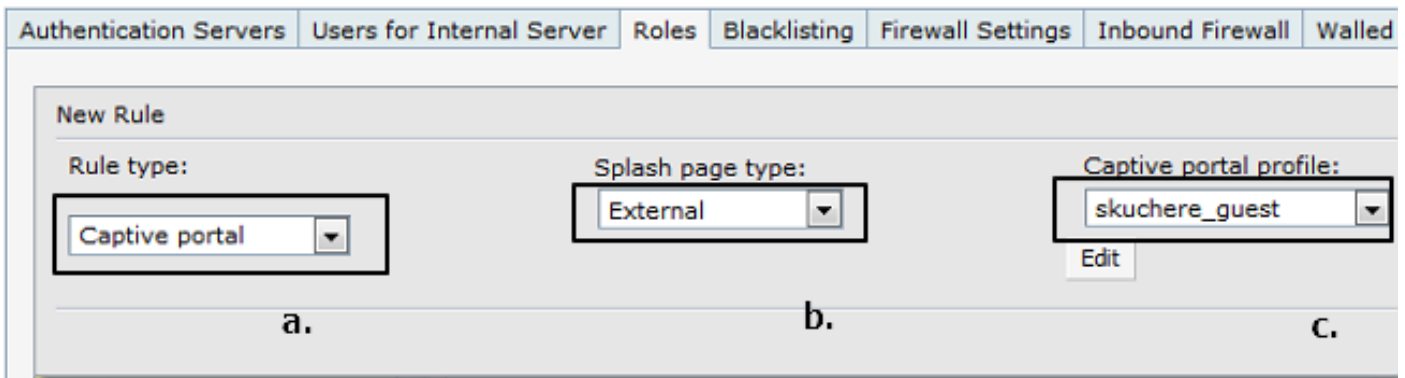 Authentication Servers Users for Internal Server Roles Blacklisting Firewall Settings Inbound Firewall Walled
New Rule
Rule type: Splash page type: Captive portal profile:
Captive portal External skuchere_guest
Edit
a. b. c.